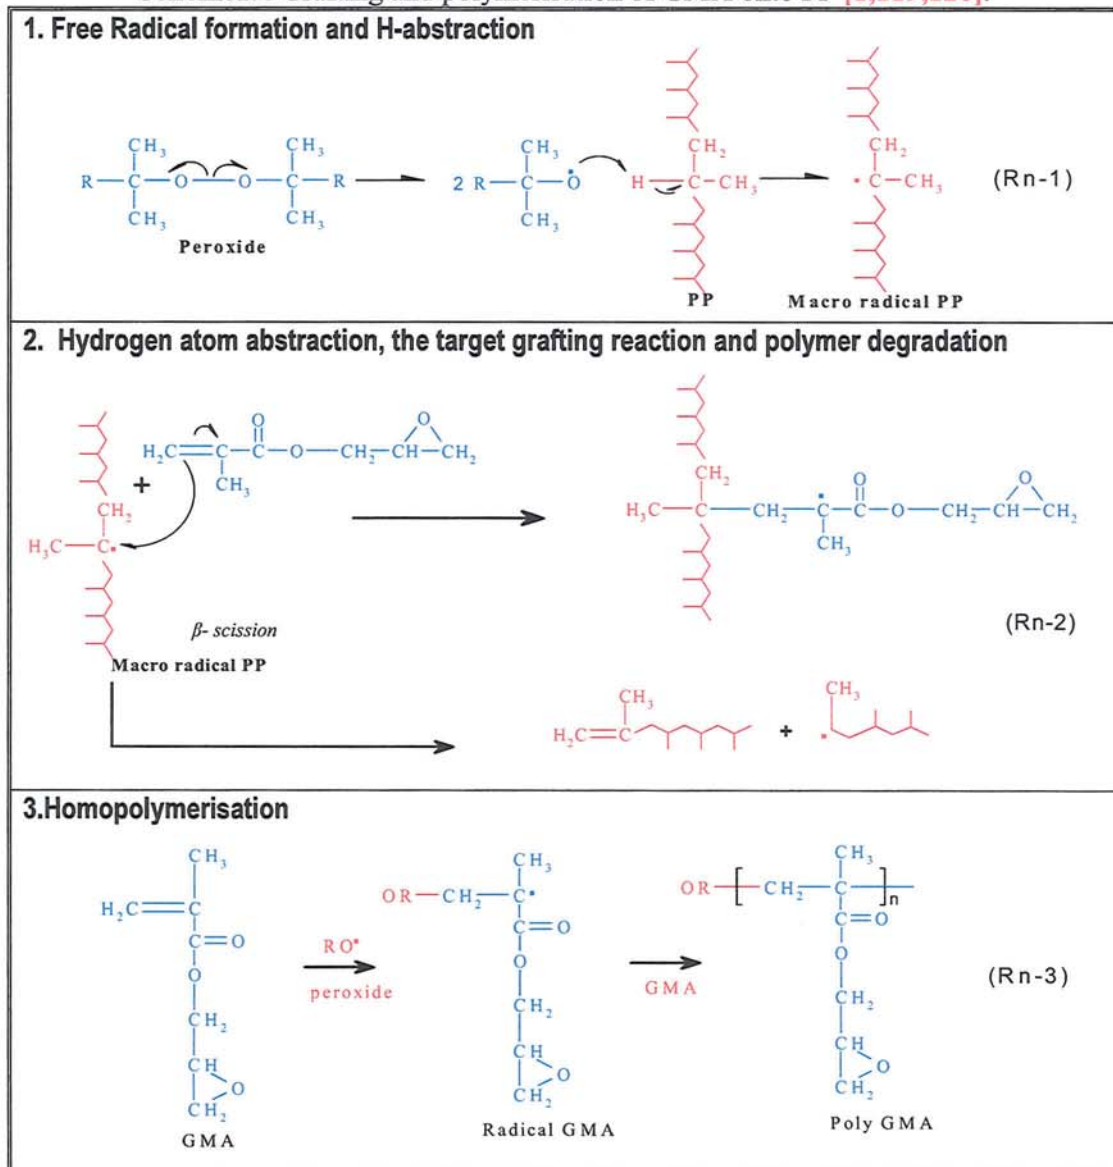 1. Free Radical formation and H-abstraction
CH₃ CH₃ CH₃ CH₂ CH₂
R C O O C R 2 R C O• H C CH₃ • C CH₃ (Rn-1)
CH₃ CH₃ CH₃
Peroxide
PP Macro radical PP
2. Hydrogen atom abstraction, the target grafting reaction and polymer degradation
O
H₂C C C O CH₂ CH CH₂
O
+ CH₃
CH₂
H₃C C•
CH₂ O O
H₃C C CH₂ C• C O CH₂ CH CH₂
CH₃
β- scission (Rn-2)
Macro radical PP
CH₃ CH₃
H₂C C + •
3.Homopolymerisation
CH₃ CH₃ CH₃
H₂C C OR CH₂ C• OR CH₂ C n
C O RO• C O C O
O peroxide O GMA O (Rn-3)
CH₂ CH₂ CH₂
CH O CH O CH O
CH₂ CH₂ CH₂
GMA Radical GMA Poly GMA